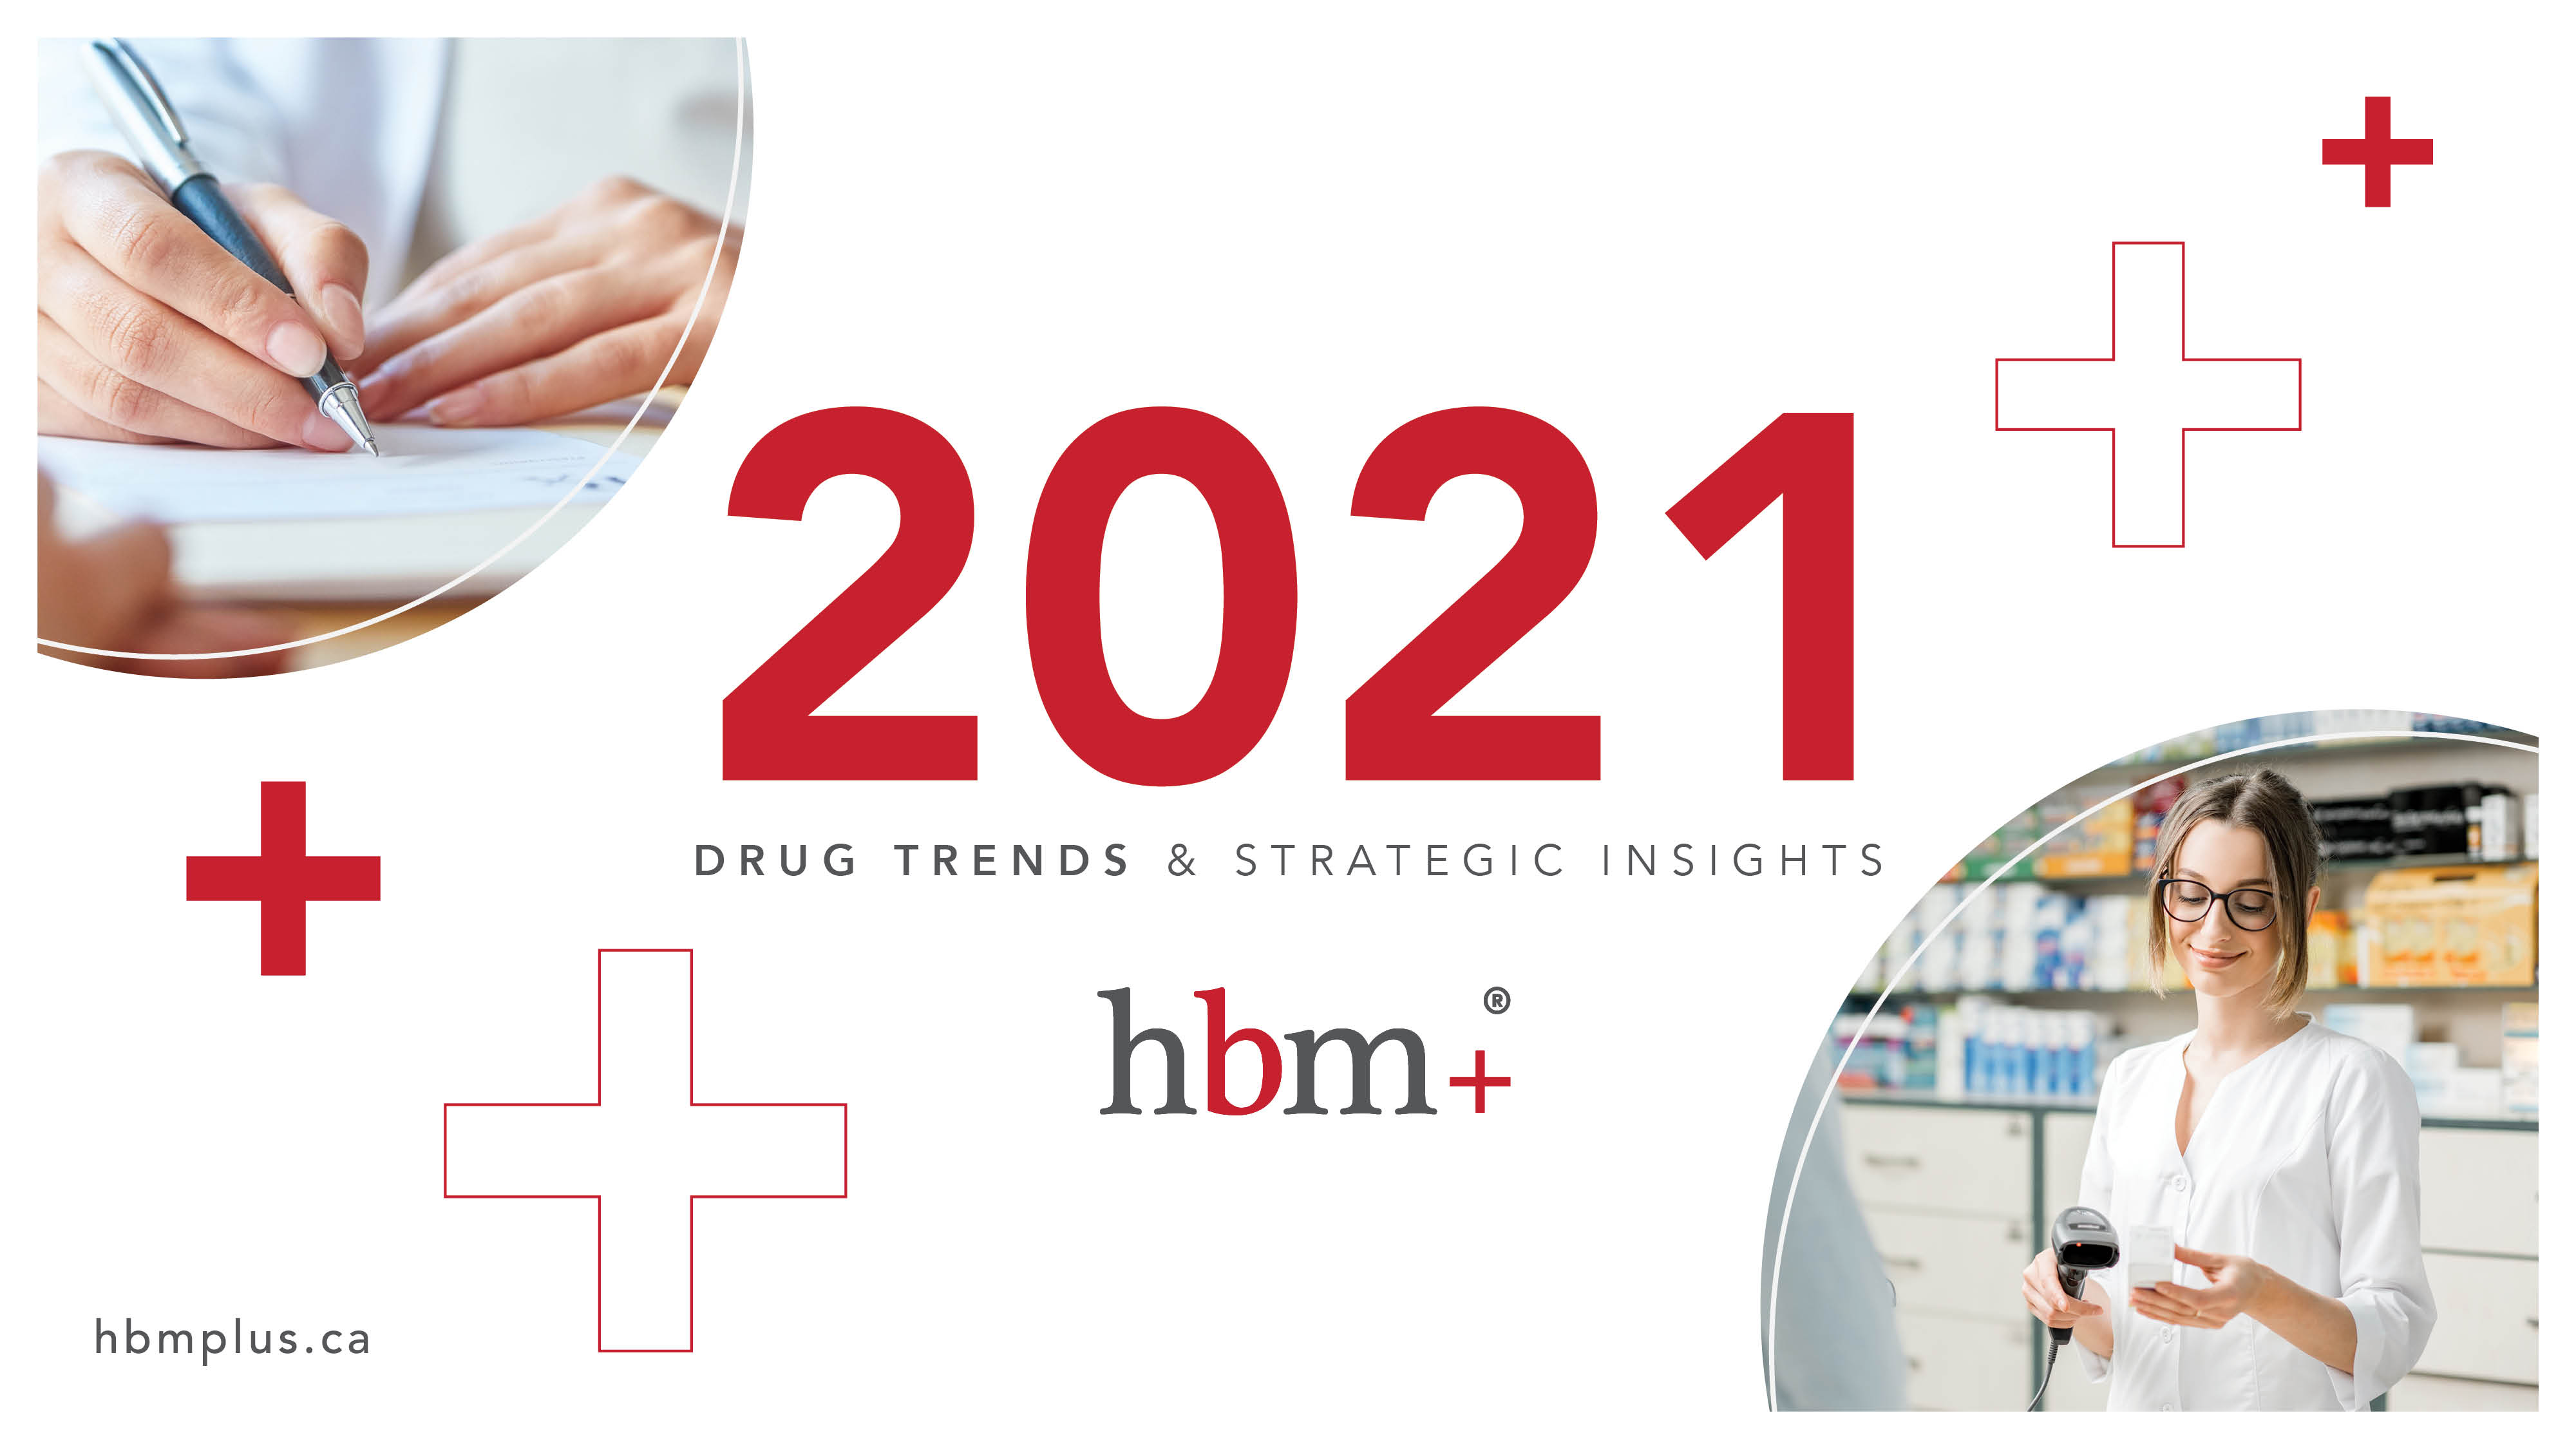 2021
DRUG TRENDS & STRATEGIC INSIGHTS
hbm+®
hbmplus.ca